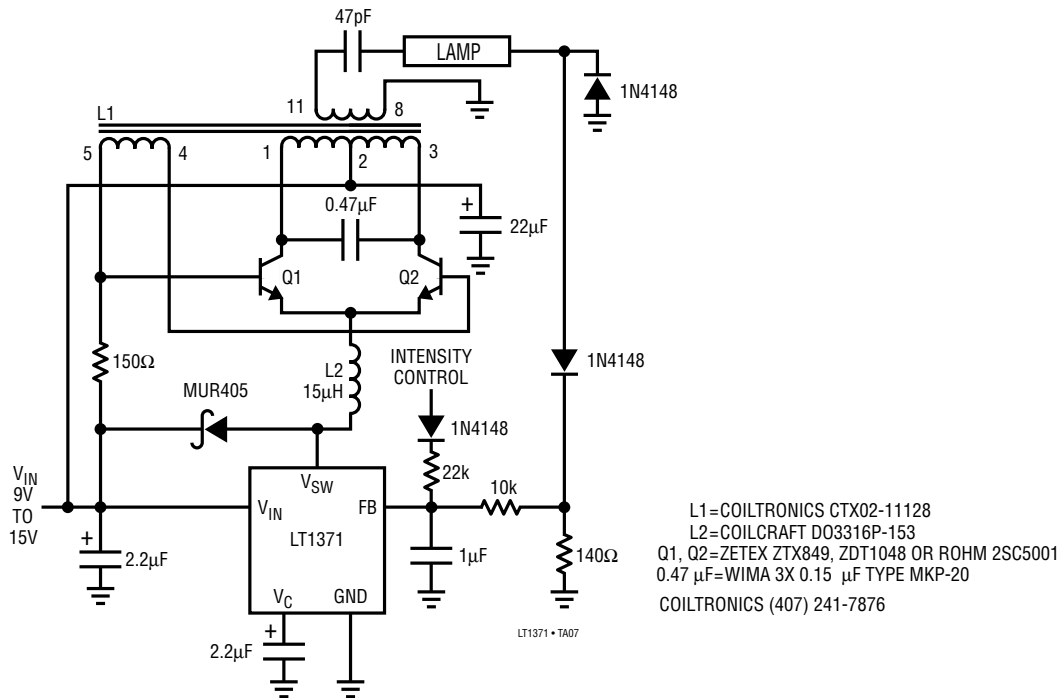 47pF
LAMP
1N4148
11
8
L1
5
4
1
2
3
0.47µF
+
22µF
Q1
Q2
150Ω
L2
15µH
INTENSITY
CONTROL
1N4148
MUR405
1N4148
22k
10k
V_SW
V_IN
9V
TO
15V
V_IN
FB
LT1371
+
2.2µF
1µF
140Ω
V_C
GND
+
2.2µF
LT1371 • TA07
L1=COILTRONICS CTX02-11128
L2=COILCRAFT DO3316P-153
Q1, Q2=ZETEX ZTX849, ZDT1048 OR ROHM 2SC5001
0.47 µF=WIMA 3X 0.15 µF TYPE MKP-20
COILTRONICS (407) 241-7876